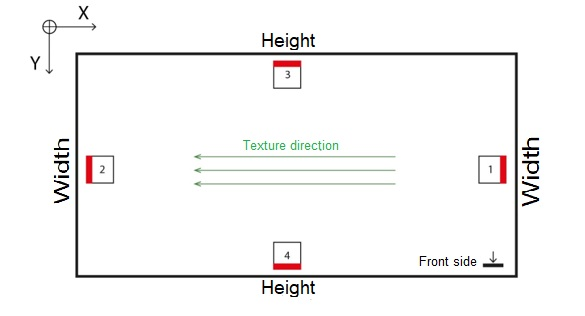 X
Y
Height
3
Width
2
Texture direction
1
Width
4
Front side
Height